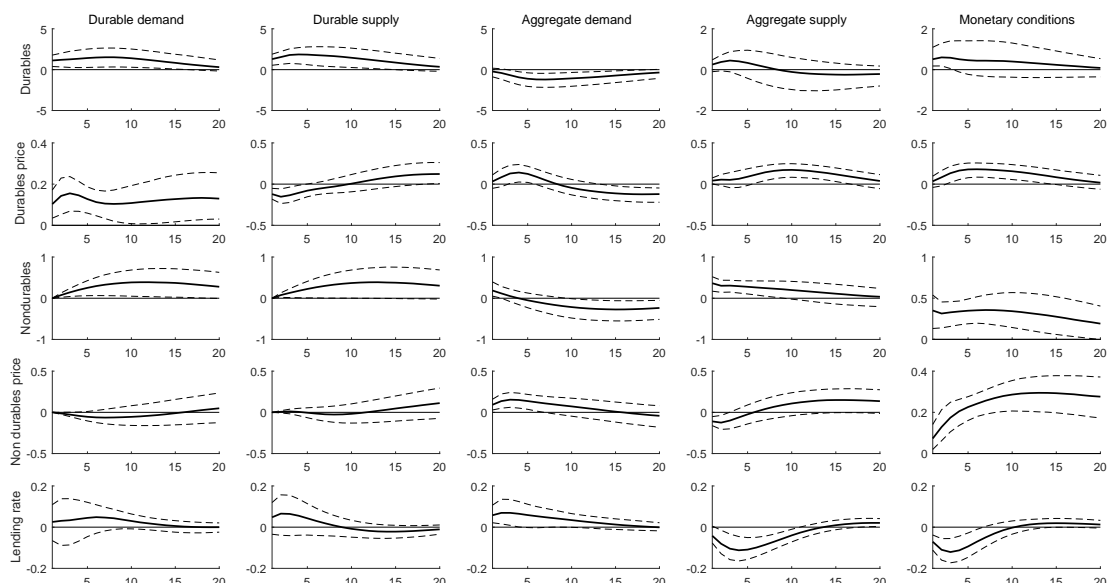 Durable demand Durable supply Aggregate demand Aggregate supply Monetary conditions
Durables
5 5 5 2 2
0 0 0 0 0
-5 -5 -5 -2 -2
5 10 15 20 5 10 15 20 5 10 15 20 5 10 15 20 5 10 15 20
Durables price
0.4 0.5 0.5 0.5 0.5
0.2 0 0 0 0
0 -0.5 -0.5 -0.5 -0.5
5 10 15 20 5 10 15 20 5 10 15 20 5 10 15 20 5 10 15 20
Nondurables
1 1 1 1 1
0 0 0 0 0.5
-1 -1 -1 -1 0
5 10 15 20 5 10 15 20 5 10 15 20 5 10 15 20 5 10 15 20
Non durables price
0.5 0.5 0.5 0.5 0.4
0 0 0 0 0.2
-0.5 -0.5 -0.5 -0.5 0
5 10 15 20 5 10 15 20 5 10 15 20 5 10 15 20 5 10 15 20
Lending rate
0.2 0.2 0.2 0.2 0.2
0 0 0 0 0
-0.2 -0.2 -0.2 -0.2 -0.2
5 10 15 20 5 10 15 20 5 10 15 20 5 10 15 20 5 10 15 20